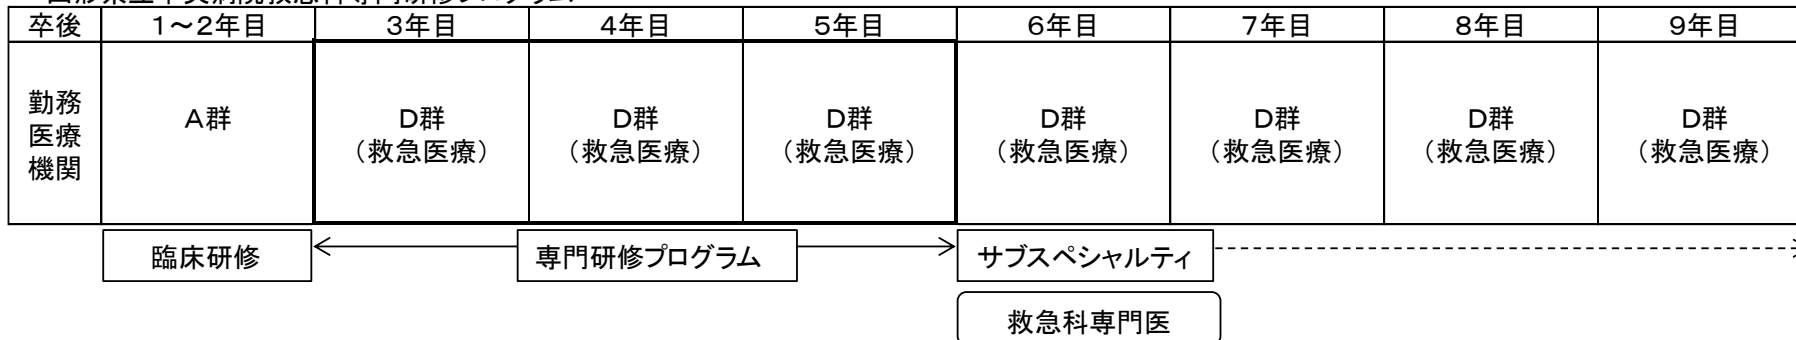 卒後 1～2年目 3年目 4年目 5年目 6年目 7年目 8年目 9年目
勤務医療機関 A群 D群（救急医療） D群（救急医療） D群（救急医療） D群（救急医療） D群（救急医療） D群（救急医療） D群（救急医療）
臨床研修 専門研修プログラム サブスペシャルティ
救急科専門医